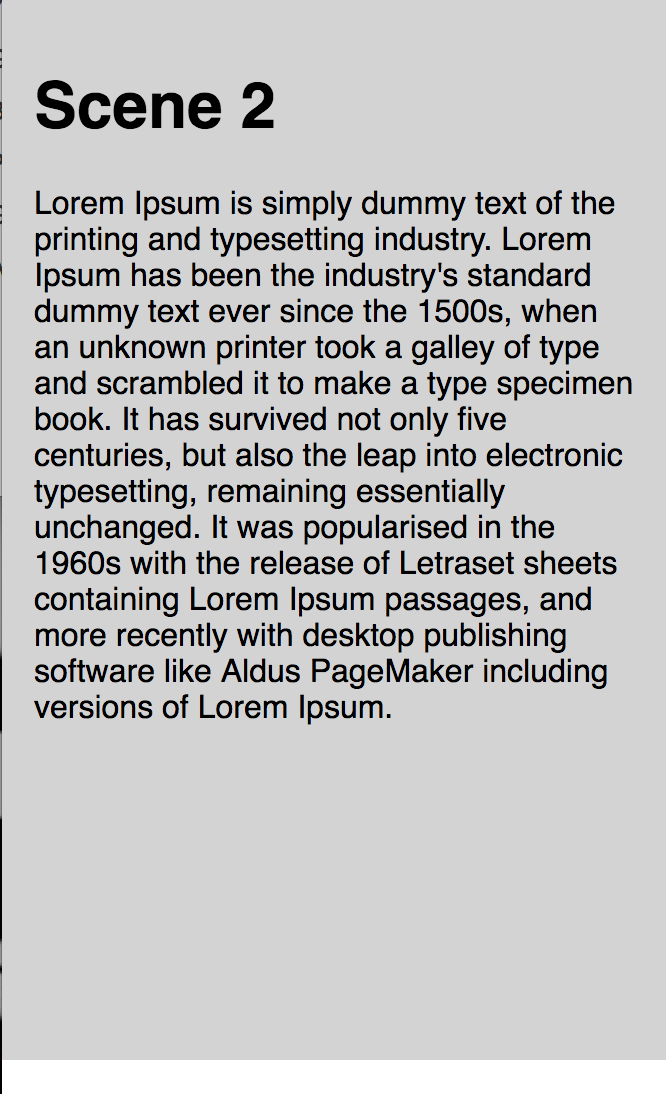 Scene 2
Lorem Ipsum is simply dummy text of the
printing and typesetting industry. Lorem
Ipsum has been the industry's standard
dummy text ever since the 1500s, when
an unknown printer took a galley of type
and scrambled it to make a type specimen
book. It has survived not only five
centuries, but also the leap into electronic
typesetting, remaining essentially
unchanged. It was popularised in the
1960s with the release of Letraset sheets
containing Lorem Ipsum passages, and
more recently with desktop publishing
software like Aldus PageMaker including
versions of Lorem Ipsum.